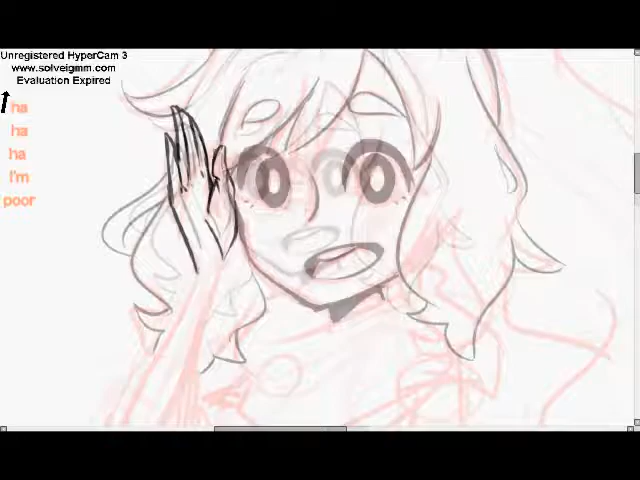 Unregistered HyperCam 3
www.solveigmm.com
Evaluation Expired
ha
ha
ha
I'm
poor